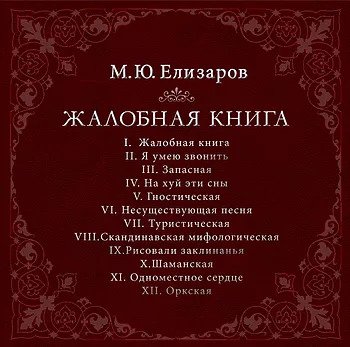 М.Ю. Елизаров
ЖАЛОБНАЯ КНИГА
I. Жалобная книга
II. Я умею звонить
III. Запасная
IV. На хуй эти сны
V. Гностическая
VI. Несуществующая песня
VII. Туристическая
VIII.Скандинавская мифологическая
IX.Рисовали заклинанья
X.Шаманская
XI. Одноместное сердце
XII. Оркская